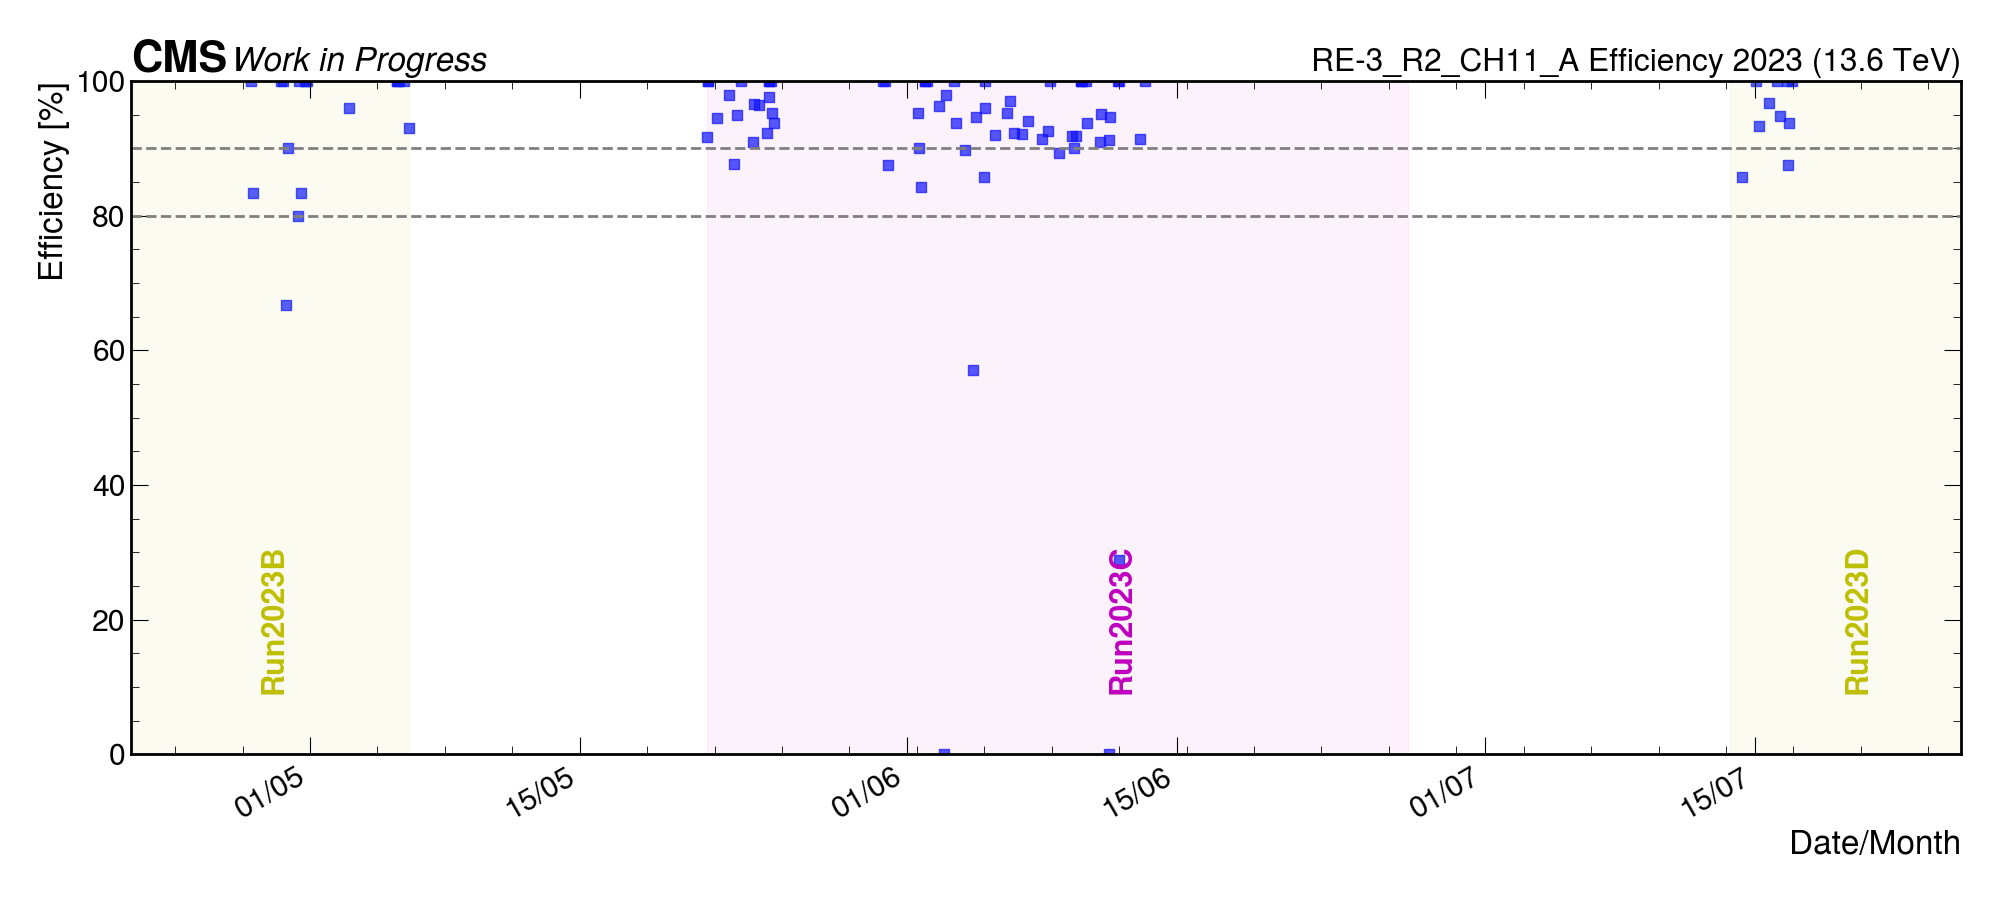 CMS Work in Progress
RE-3_R2_CH11_A Efficiency 2023 (13.6 TeV)
Efficiency [%]
100
80
60
40
20
0
Run2023B
Run2023C
Run2023D
01/05
15/05
01/06
15/06
01/07
15/07
Date/Month